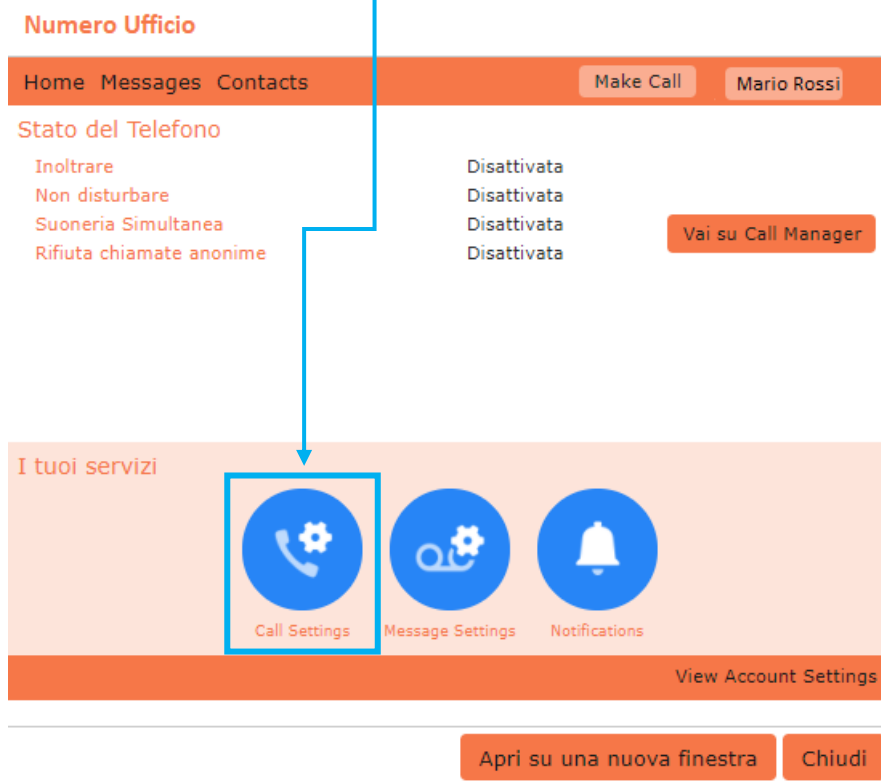 Numero Ufficio
Home Messages Contacts Make Call Mario Rossi
Stato del Telefono
Inoltrare Disattivata
Non disturbare Disattivata
Suoneria Simultanea Disattivata
Vai su Call Manager
Rifiuta chiamate anonime Disattivata
I tuoi servizi
Call Settings Message Settings Notifications
View Account Settings
Apri su una nuova finestra Chiudi